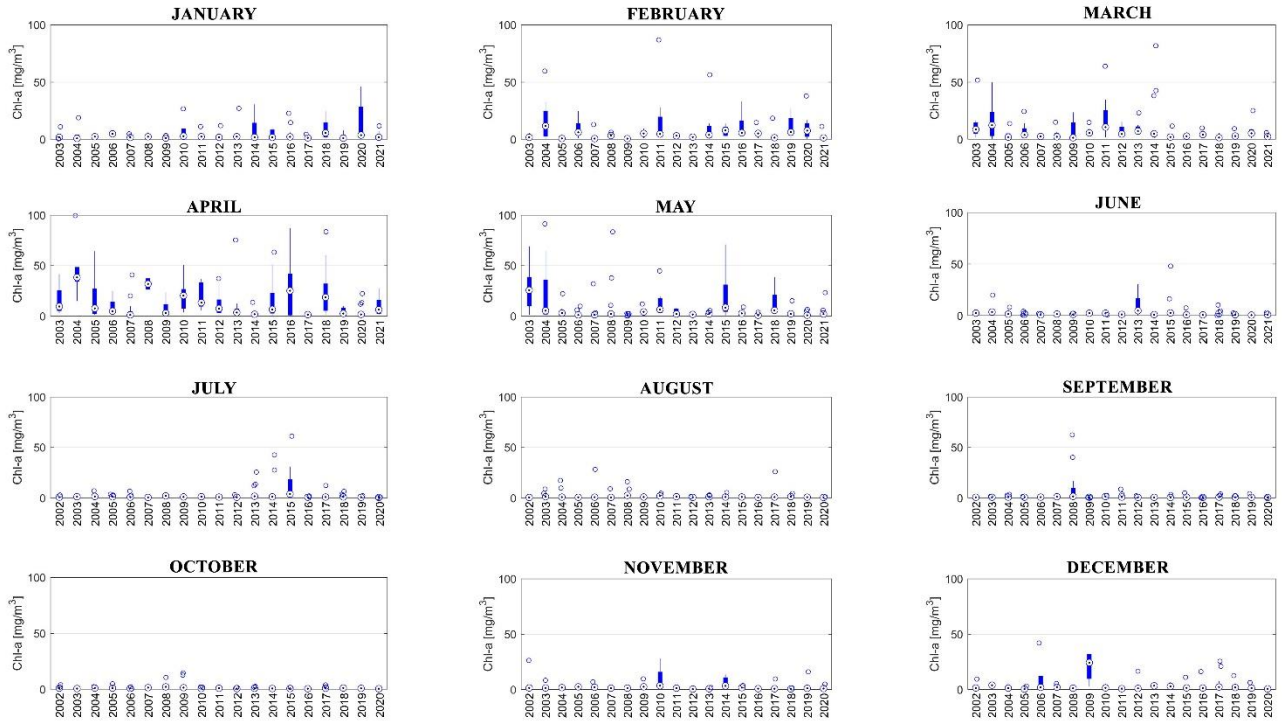 JANUARY
Chl-a [mg/m³]
100
50
0
2003 2004 2005 2006 2007 2008 2009 2010 2011 2012 2013 2014 2015 2016 2017 2018 2019 2020 2021
FEBRUARY
Chl-a [mg/m³]
100
50
0
2003 2004 2005 2006 2007 2008 2009 2010 2011 2012 2013 2014 2015 2016 2017 2018 2019 2020 2021
MARCH
Chl-a [mg/m³]
100
50
0
2003 2004 2005 2006 2007 2008 2009 2010 2011 2012 2013 2014 2015 2016 2017 2018 2019 2020 2021
APRIL
Chl-a [mg/m³]
100
50
0
2003 2004 2005 2006 2007 2008 2009 2010 2011 2012 2013 2014 2015 2016 2017 2018 2019 2020 2021
MAY
Chl-a [mg/m³]
100
50
0
2003 2004 2005 2006 2007 2008 2009 2010 2011 2012 2013 2014 2015 2016 2017 2018 2019 2020 2021
JUNE
Chl-a [mg/m³]
100
50
0
2003 2004 2005 2006 2007 2008 2009 2010 2011 2012 2013 2014 2015 2016 2017 2018 2019 2020 2021
JULY
Chl-a [mg/m³]
100
50
0
2002 2003 2004 2005 2006 2007 2008 2009 2010 2011 2012 2013 2014 2015 2016 2017 2018 2019 2020
AUGUST
Chl-a [mg/m³]
100
50
0
2002 2003 2004 2005 2006 2007 2008 2009 2010 2011 2012 2013 2014 2015 2016 2017 2018 2019 2020
SEPTEMBER
Chl-a [mg/m³]
100
50
0
2002 2003 2004 2005 2006 2007 2008 2009 2010 2011 2012 2013 2014 2015 2016 2017 2018 2019 2020
OCTOBER
Chl-a [mg/m³]
100
50
0
2002 2003 2004 2005 2006 2007 2008 2009 2010 2011 2012 2013 2014 2015 2016 2017 2018 2019 2020
NOVEMBER
Chl-a [mg/m³]
100
50
0
2002 2003 2004 2005 2006 2007 2008 2009 2010 2011 2012 2013 2014 2015 2016 2017 2018 2019 2020
DECEMBER
Chl-a [mg/m³]
100
50
0
2002 2003 2004 2005 2006 2007 2008 2009 2010 2011 2012 2013 2014 2015 2016 2017 2018 2019 2020